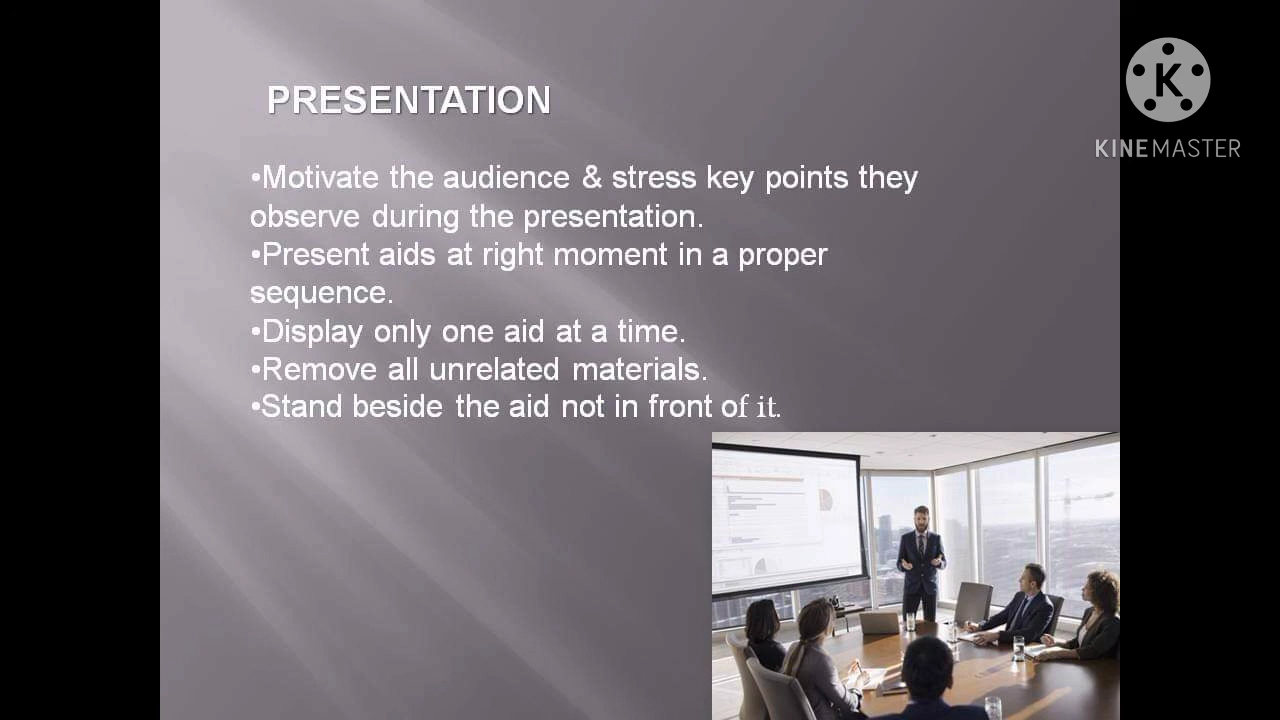 PRESENTATION
•Motivate the audience & stress key points they
observe during the presentation.
•Present aids at right moment in a proper
sequence.
•Display only one aid at a time.
•Remove all unrelated materials.
•Stand beside the aid not in front of it.
K
KINEMASTER